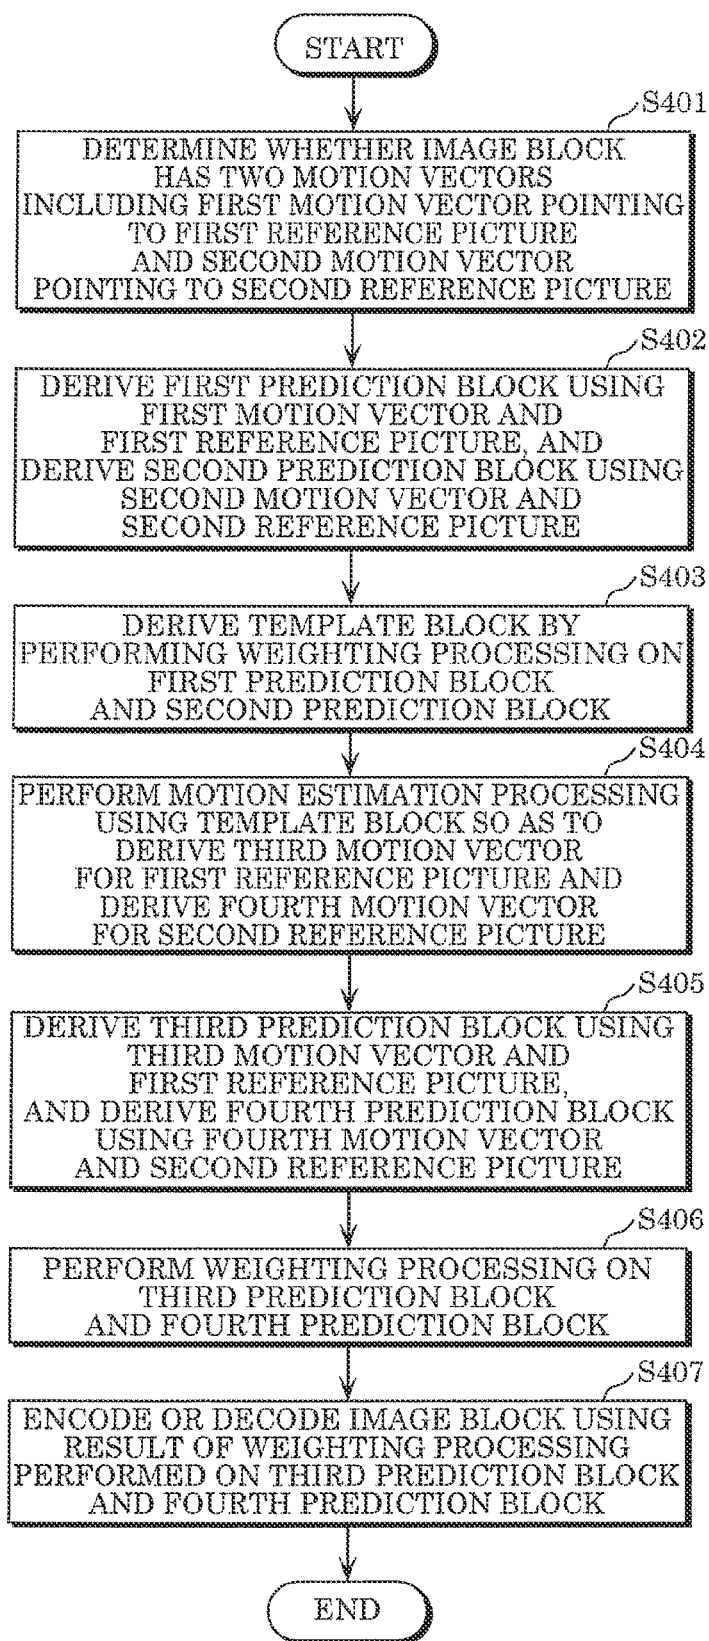 START
S401
DETERMINE WHETHER IMAGE BLOCK
HAS TWO MOTION VECTORS
INCLUDING FIRST MOTION VECTOR POINTING
TO FIRST REFERENCE PICTURE
AND SECOND MOTION VECTOR
POINTING TO SECOND REFERENCE PICTURE
S402
DERIVE FIRST PREDICTION BLOCK USING
FIRST MOTION VECTOR AND
FIRST REFERENCE PICTURE, AND
DERIVE SECOND PREDICTION BLOCK USING
SECOND MOTION VECTOR AND
SECOND REFERENCE PICTURE
S403
DERIVE TEMPLATE BLOCK BY
PERFORMING WEIGHTING PROCESSING ON
FIRST PREDICTION BLOCK
AND SECOND PREDICTION BLOCK
S404
PERFORM MOTION ESTIMATION PROCESSING
USING TEMPLATE BLOCK SO AS TO
DERIVE THIRD MOTION VECTOR
FOR FIRST REFERENCE PICTURE AND
DERIVE FOURTH MOTION VECTOR
FOR SECOND REFERENCE PICTURE
S405
DERIVE THIRD PREDICTION BLOCK USING
THIRD MOTION VECTOR AND
FIRST REFERENCE PICTURE,
AND DERIVE FOURTH PREDICTION BLOCK
USING FOURTH MOTION VECTOR
AND SECOND REFERENCE PICTURE
S406
PERFORM WEIGHTING PROCESSING ON
THIRD PREDICTION BLOCK
AND FOURTH PREDICTION BLOCK
S407
ENCODE OR DECODE IMAGE BLOCK USING
RESULT OF WEIGHTING PROCESSING
PERFORMED ON THIRD PREDICTION BLOCK
AND FOURTH PREDICTION BLOCK
END